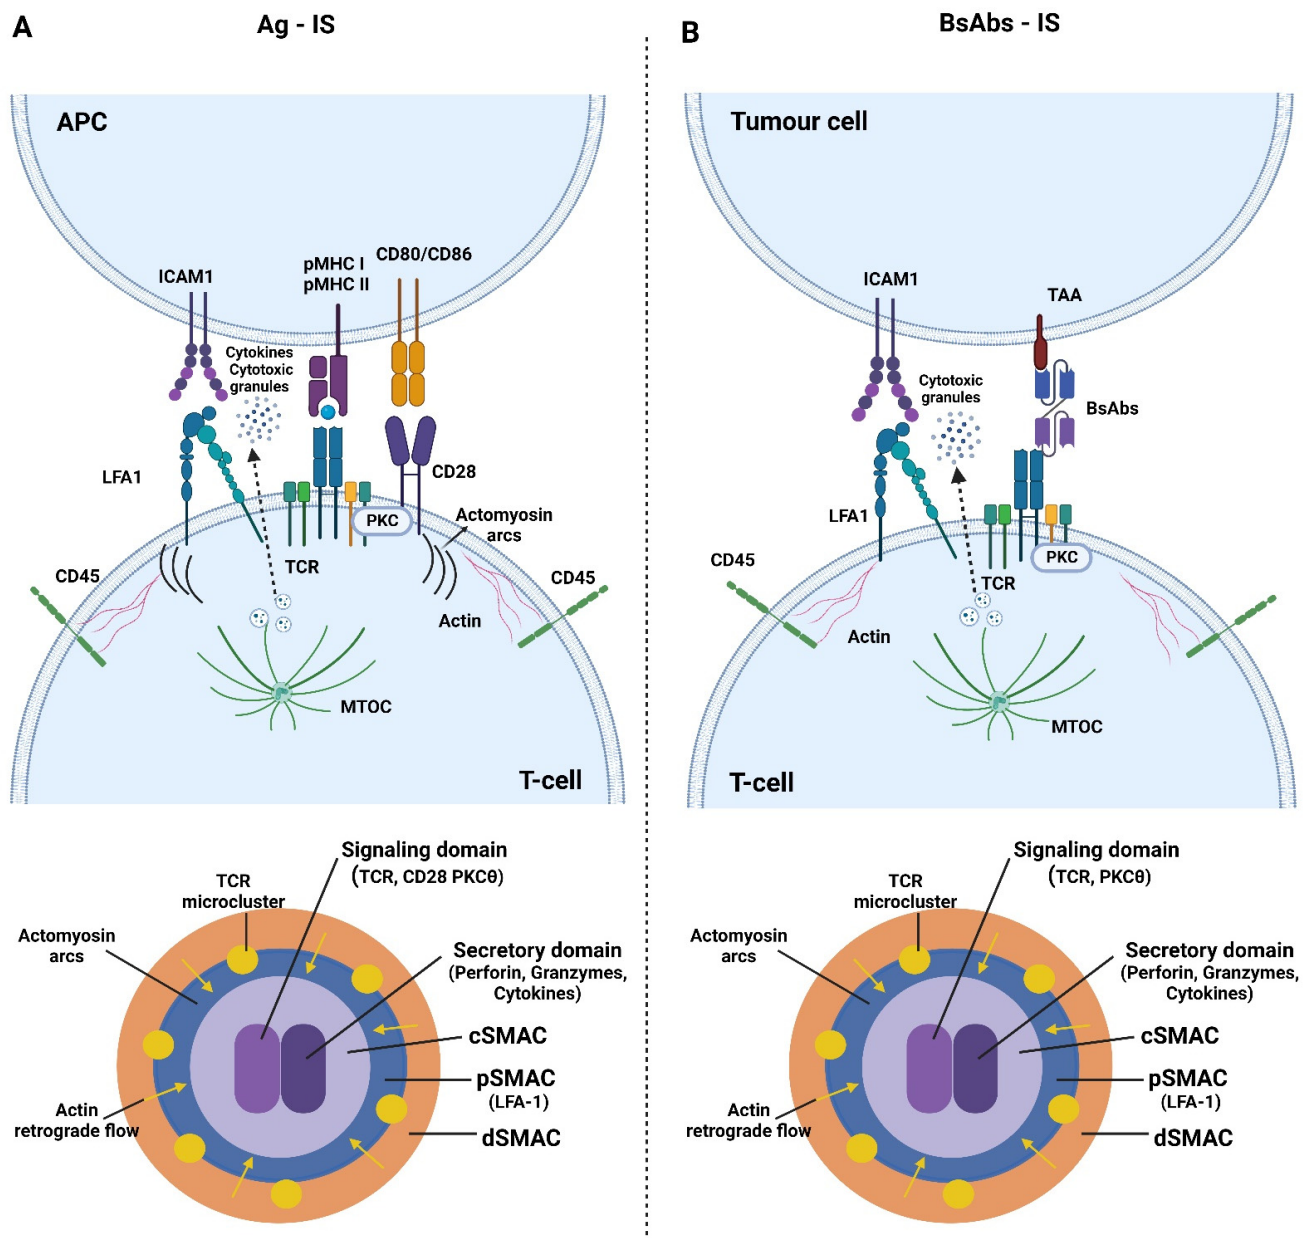 A
Ag - IS
APC
ICAM1
pMHC I
pMHC II
CD80/CD86
Cytokines
Cytotoxic
granules
LFA1
CD28
PKC
Actomyosin
arcs
TCR
CD45
CD45
Actin
MTOC
T-cell
Signaling domain
(TCR, CD28 PKCθ)
TCR
microcluster
Actomyosin
arcs
Secretory domain
(Perforin, Granzymes,
Cytokines)
cSMAC
pSMAC
(LFA-1)
Actin
retrograde flow
dSMAC
B
BsAbs - IS
Tumour cell
ICAM1
TAA
Cytotoxic
granules
BsAbs
LFA1
PKC
CD45
TCR
CD45
Actin
MTOC
T-cell
Signaling domain
(TCR, PKCθ)
TCR
microcluster
Actomyosin
arcs
Secretory domain
(Perforin, Granzymes,
Cytokines)
cSMAC
pSMAC
(LFA-1)
Actin
retrograde flow
dSMAC